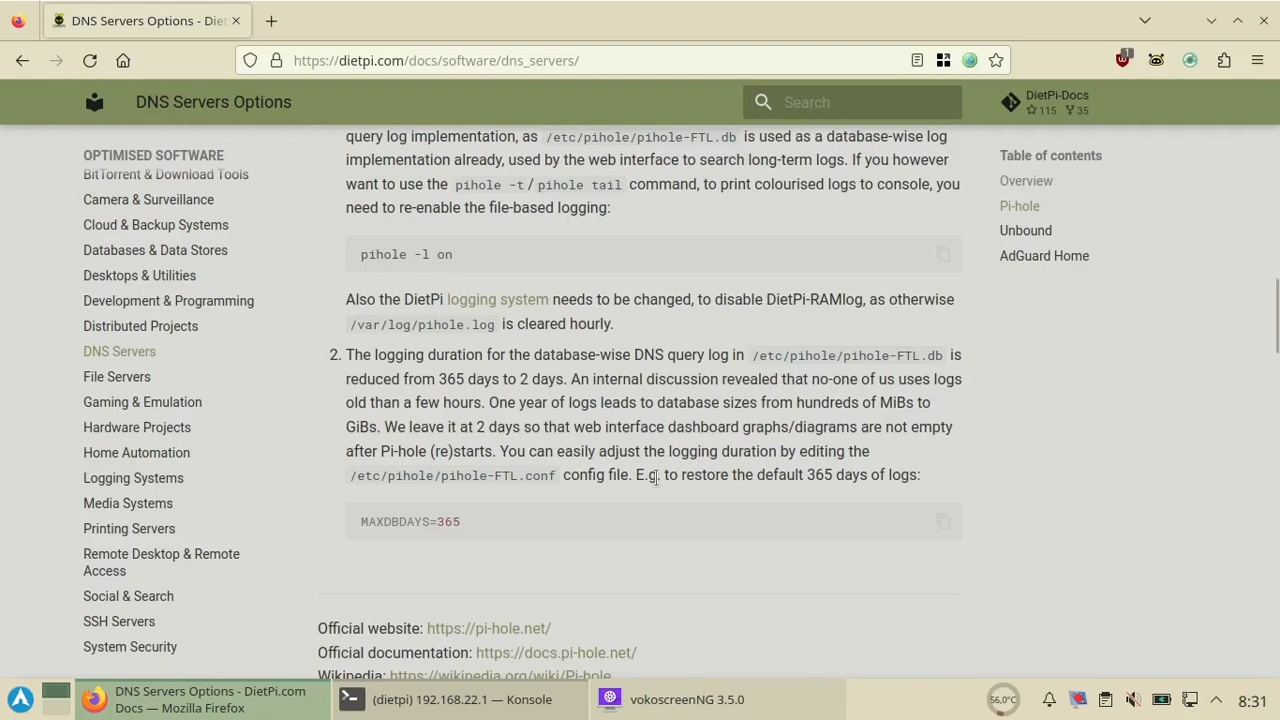 DNS Servers Options - Diet
https://dietpi.com/docs/software/dns_servers/
1
DNS Servers Options
Search
DietPi-Docs
115 35
OPTIMISED SOFTWARE
BitTorrent & Download Tools
Camera & Surveillance
Cloud & Backup Systems
Databases & Data Stores
Desktops & Utilities
Development & Programming
Distributed Projects
DNS Servers
File Servers
Gaming & Emulation
Hardware Projects
Home Automation
Logging Systems
Media Systems
Printing Servers
Remote Desktop & Remote
Access
Social & Search
SSH Servers
System Security
query log implementation, as /etc/pihole/pihole-FTL.db is used as a database-wise log
implementation already, used by the web interface to search long-term logs. If you however
want to use the pihole -t / pihole tail command, to print colourised logs to console, you
need to re-enable the file-based logging:
pihole -l on
Also the DietPi logging system needs to be changed, to disable DietPi-RAMlog, as otherwise
/var/log/pihole.log is cleared hourly.
2. The logging duration for the database-wise DNS query log in /etc/pihole/pihole-FTL.db is
reduced from 365 days to 2 days. An internal discussion revealed that no-one of us uses logs
old than a few hours. One year of logs leads to database sizes from hundreds of MiBs to
GiBs. We leave it at 2 days so that web interface dashboard graphs/diagrams are not empty
after Pi-hole (re)starts. You can easily adjust the logging duration by editing the
/etc/pihole/pihole-FTL.conf config file. E.g. to restore the default 365 days of logs:
MAXDBDAYS=365
Official website: https://pi-hole.net/
Official documentation: https://docs.pi-hole.net/
Wikipedia: https://wikipedia.org/wiki/Pi-hole
Table of contents
Overview
Pi-hole
Unbound
AdGuard Home
DNS Servers Options - DietPi.com
Docs — Mozilla Firefox
(dietpi) 192.168.22.1 — Konsole
vokoscreenNG 3.5.0
56,0°C
8:31